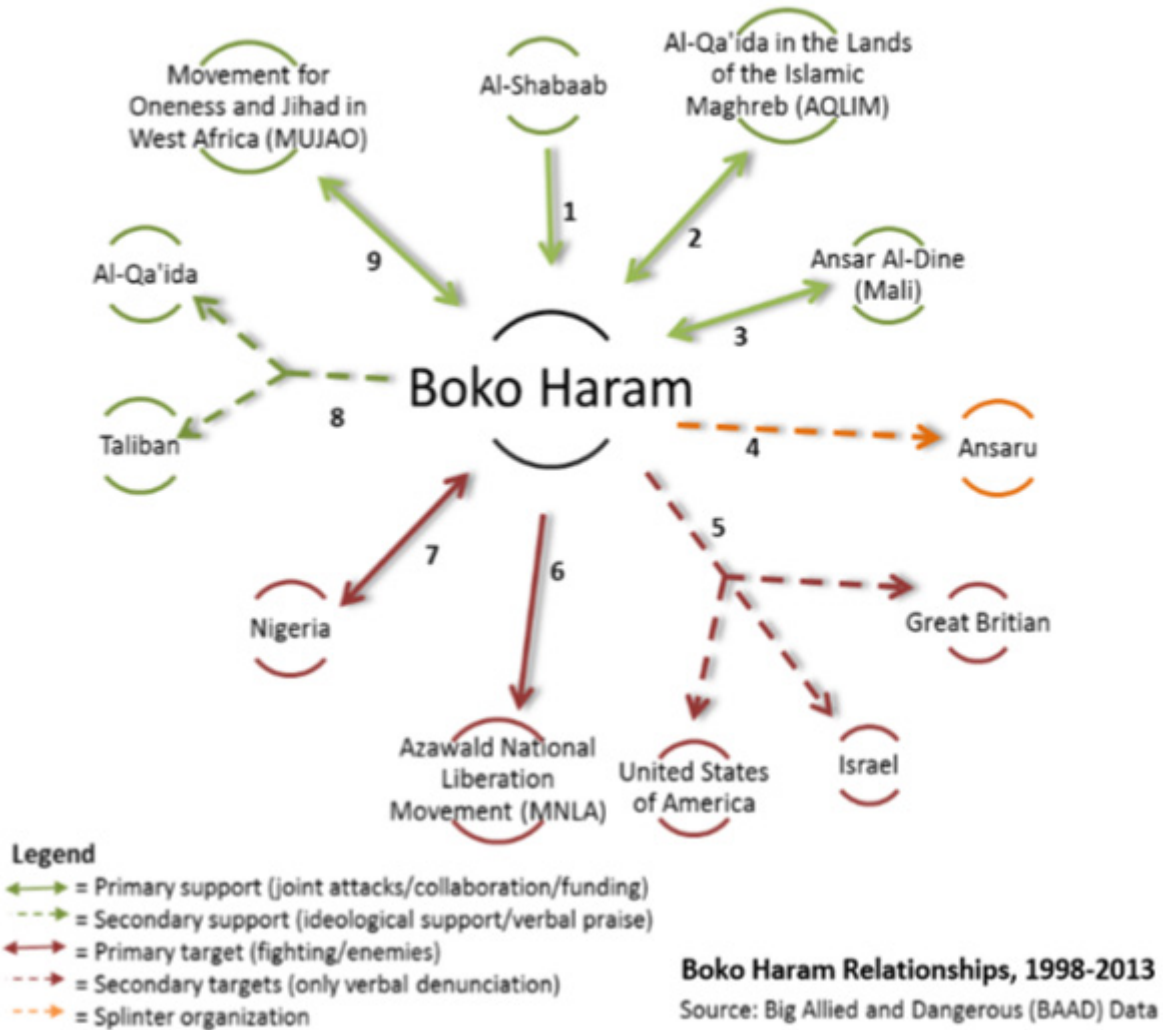 Movement for
Oneness and Jihad in
West Africa (MUJAO)
Al-Shabaab
Al-Qa'ida in the Lands
of the Islamic
Maghreb (AQLIM)
1
2
9
Al-Qa'ida
Ansar Al-Dine
(Mali)
3
Boko Haram
8
Taliban
4
Ansaru
5
7
6
Nigeria
Great Britian
Azawald National
Liberation
Movement (MNLA)
United States
of America
Israel
Legend
= Primary support (joint attacks/collaboration/funding)
= Secondary support (ideological support/verbal praise)
= Primary target (fighting/enemies)
= Secondary targets (only verbal denunciation)
= Splinter organization
Boko Haram Relationships, 1998-2013
Source: Big Allied and Dangerous (BAAD) Data